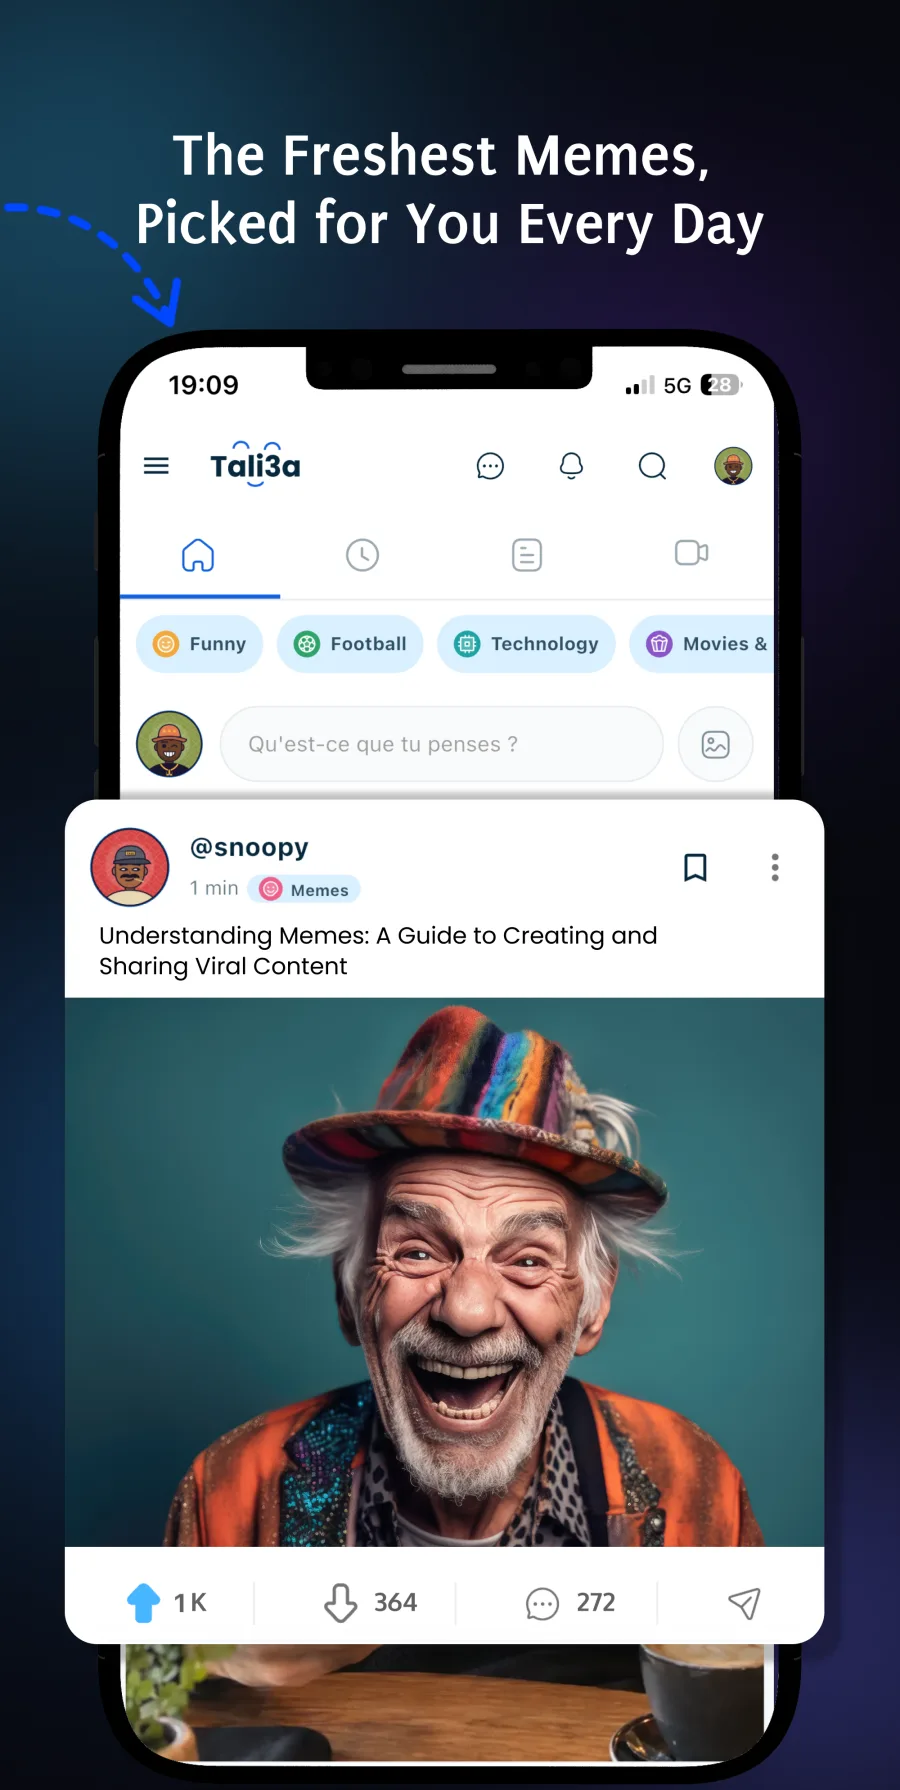 The Freshest Memes,
Picked for You Every Day
19:09 5G 28
Tali3a
Funny Football Technology Movies &
Qu'est-ce que tu penses ?
@snoopy
1 min Memes
Understanding Memes: A Guide to Creating and
Sharing Viral Content
1K 364 272